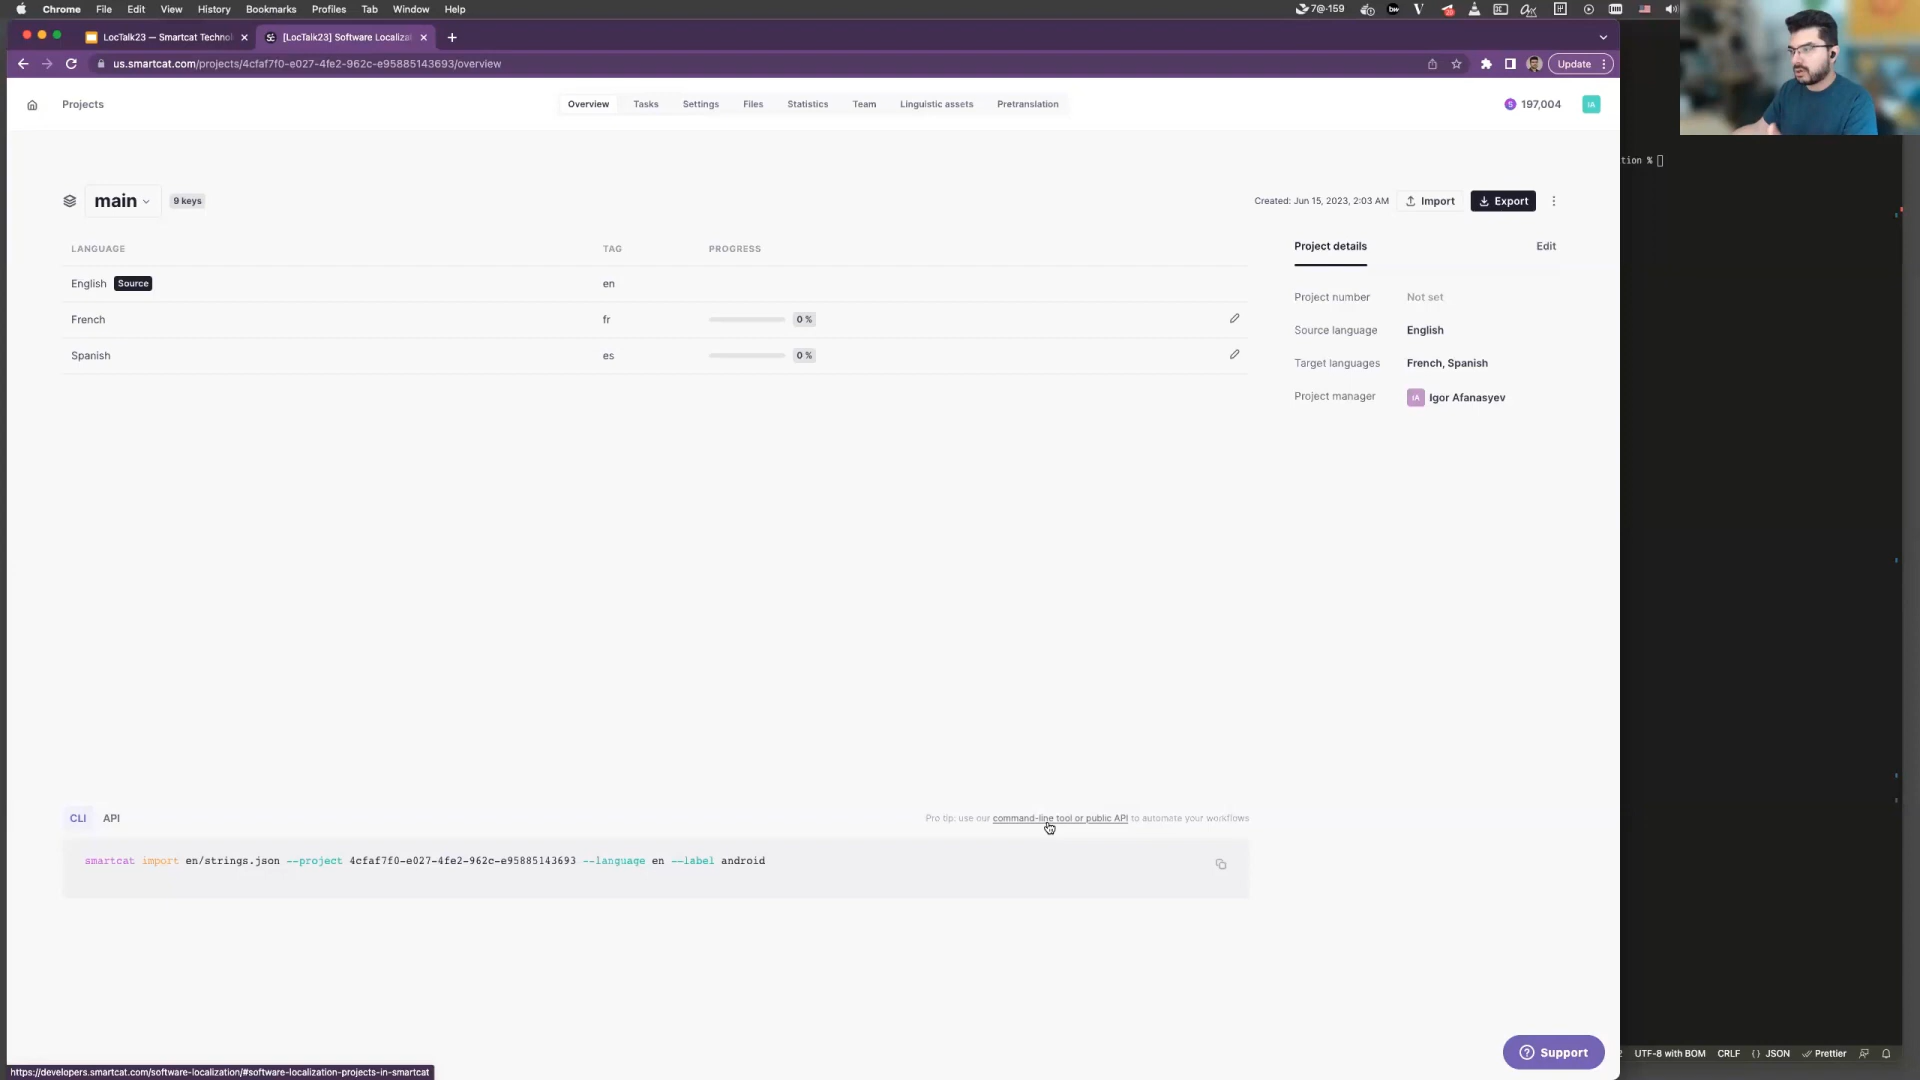 Chrome File Edit View History Bookmarks Profiles Tab Window Help
7@-159
LocTalk23 — Smartcat Technol
[LocTalk23] Software Localiza
us.smartcat.com/projects/4cfaf7f0-e027-4fe2-962c-e95885143693/overview
Update
Projects
Overview Tasks Settings Files Statistics Team Linguistic assets Pretranslation
197,004
IA
tion %
main
9 keys
Created: Jun 15, 2023, 2:03 AM
Import
Export
LANGUAGE TAG PROGRESS
Project details
Edit
English Source en
Project number Not set
French fr 0 %
Source language English
Spanish es 0 %
Target languages French, Spanish
Project manager IA Igor Afanasyev
CLI API
Pro tip: use our command-line tool or public API to automate your workflows
smartcat import en/strings.json --project 4cfaf7f0-e027-4fe2-962c-e95885143693 --language en --label android
Support
UTF-8 with BOM CRLF {} JSON Prettier
https://developers.smartcat.com/software-localization/#software-localization-projects-in-smartcat